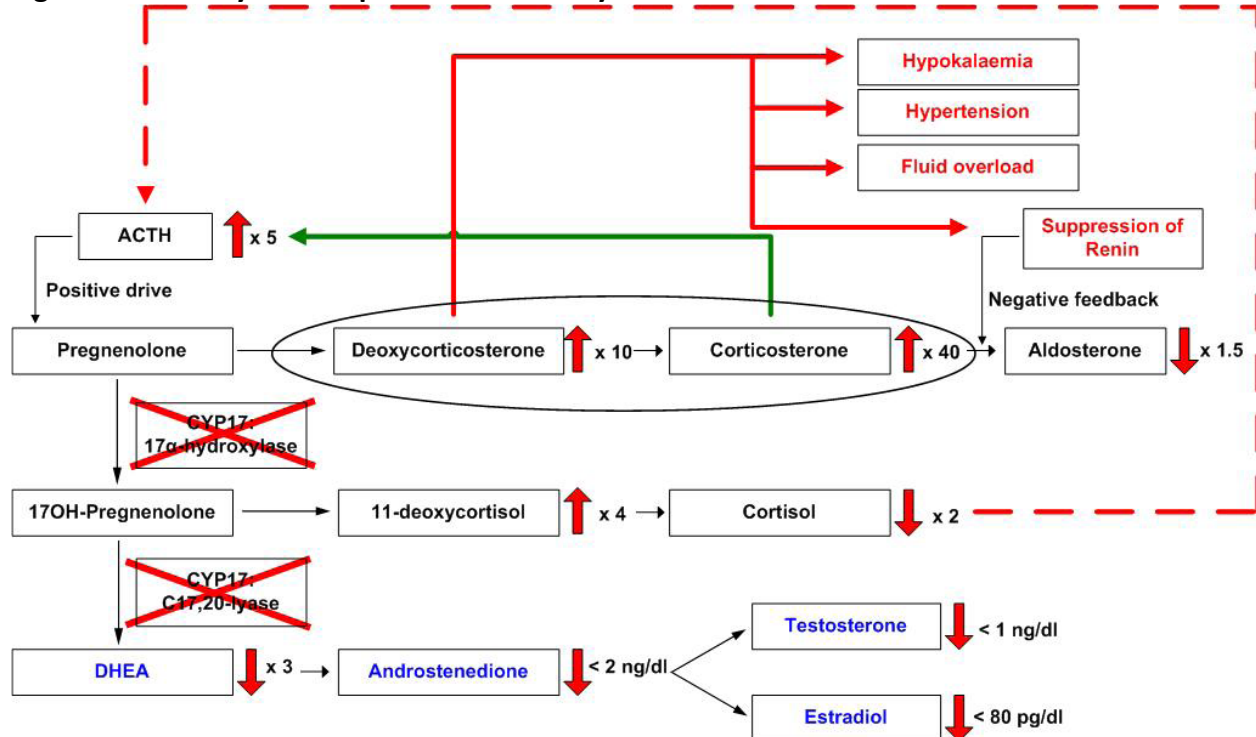 Hypokalaemia
Hypertension
Fluid overload
ACTH
x 5
Suppression of
Renin
Positive drive
Negative feedback
Pregnenolone
Deoxycorticosterone
x 10
Corticosterone
x 40
Aldosterone
x 1.5
CYP17:
17α-hydroxylase
17OH-Pregnenolone
11-deoxycortisol
x 4
Cortisol
x 2
CYP17:
C17,20-lyase
Testosterone
< 1 ng/dl
DHEA
x 3
Androstenedione
< 2 ng/dl
Estradiol
< 80 pg/dl